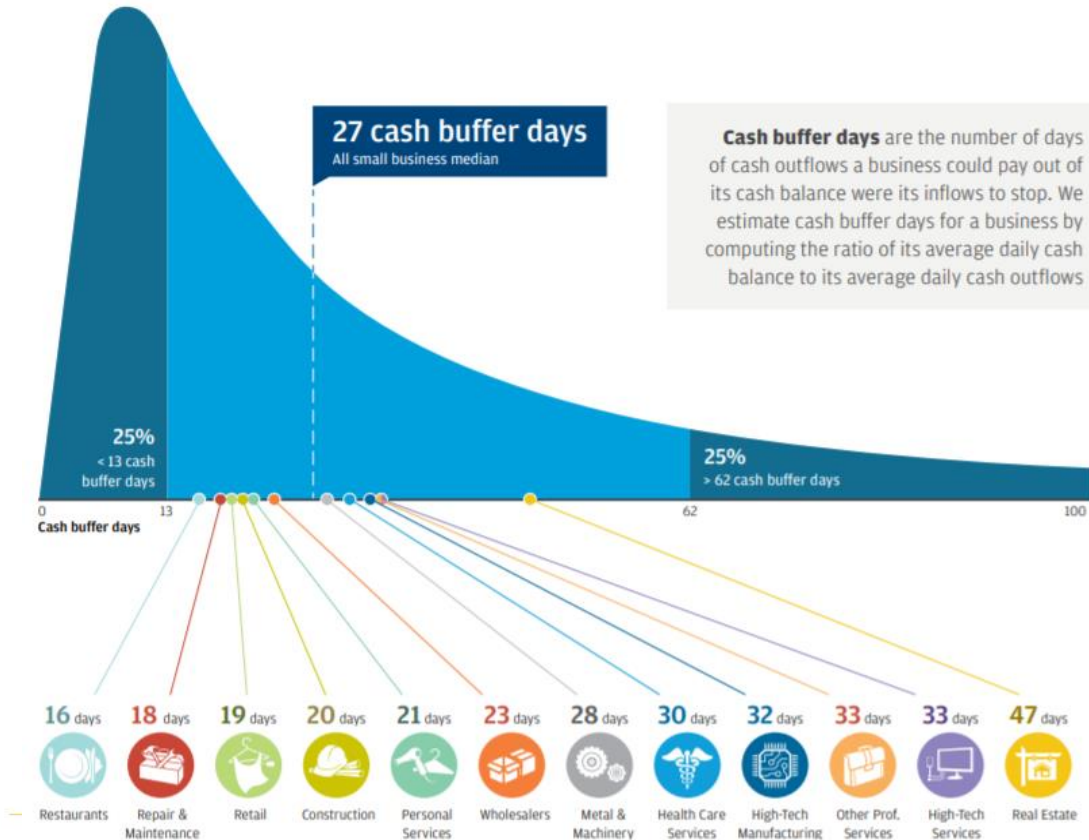 27 cash buffer days
All small business median
Cash buffer days are the number of days
of cash outflows a business could pay out of
its cash balance were its inflows to stop. We
estimate cash buffer days for a business by
computing the ratio of its average daily cash
balance to its average daily cash outflows
25%
< 13 cash
buffer days
25%
> 62 cash buffer days
0
13
62
100
Cash buffer days
16 days
18 days
19 days
20 days
21 days
23 days
28 days
30 days
32 days
33 days
33 days
47 days
Restaurants
Repair &
Maintenance
Retail
Construction
Personal
Services
Wholesalers
Metal &
Machinery
Health Care
Services
High-Tech
Manufacturing
Other Prof.
Services
High-Tech
Services
Real Estate